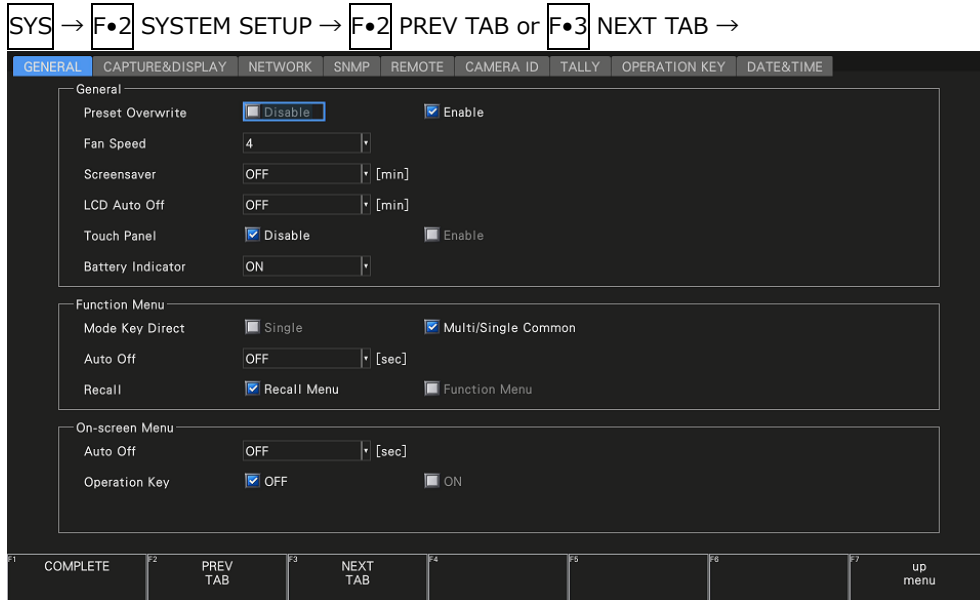 SYS → F•2 SYSTEM SETUP → F•2 PREV TAB or F•3 NEXT TAB →
GENERAL CAPTURE&DISPLAY NETWORK SNMP REMOTE CAMERA ID TALLY OPERATION KEY DATE&TIME
General
Preset Overwrite Disable Enable
Fan Speed 4
Screensaver OFF [min]
LCD Auto Off OFF [min]
Touch Panel Disable Enable
Battery Indicator ON
Function Menu
Mode Key Direct Single Multi/Single Common
Auto Off OFF [sec]
Recall Recall Menu Function Menu
On-screen Menu
Auto Off OFF [sec]
Operation Key OFF ON
F1 COMPLETE F2 PREV TAB F3 NEXT TAB F4 F5 F6 F7 up menu